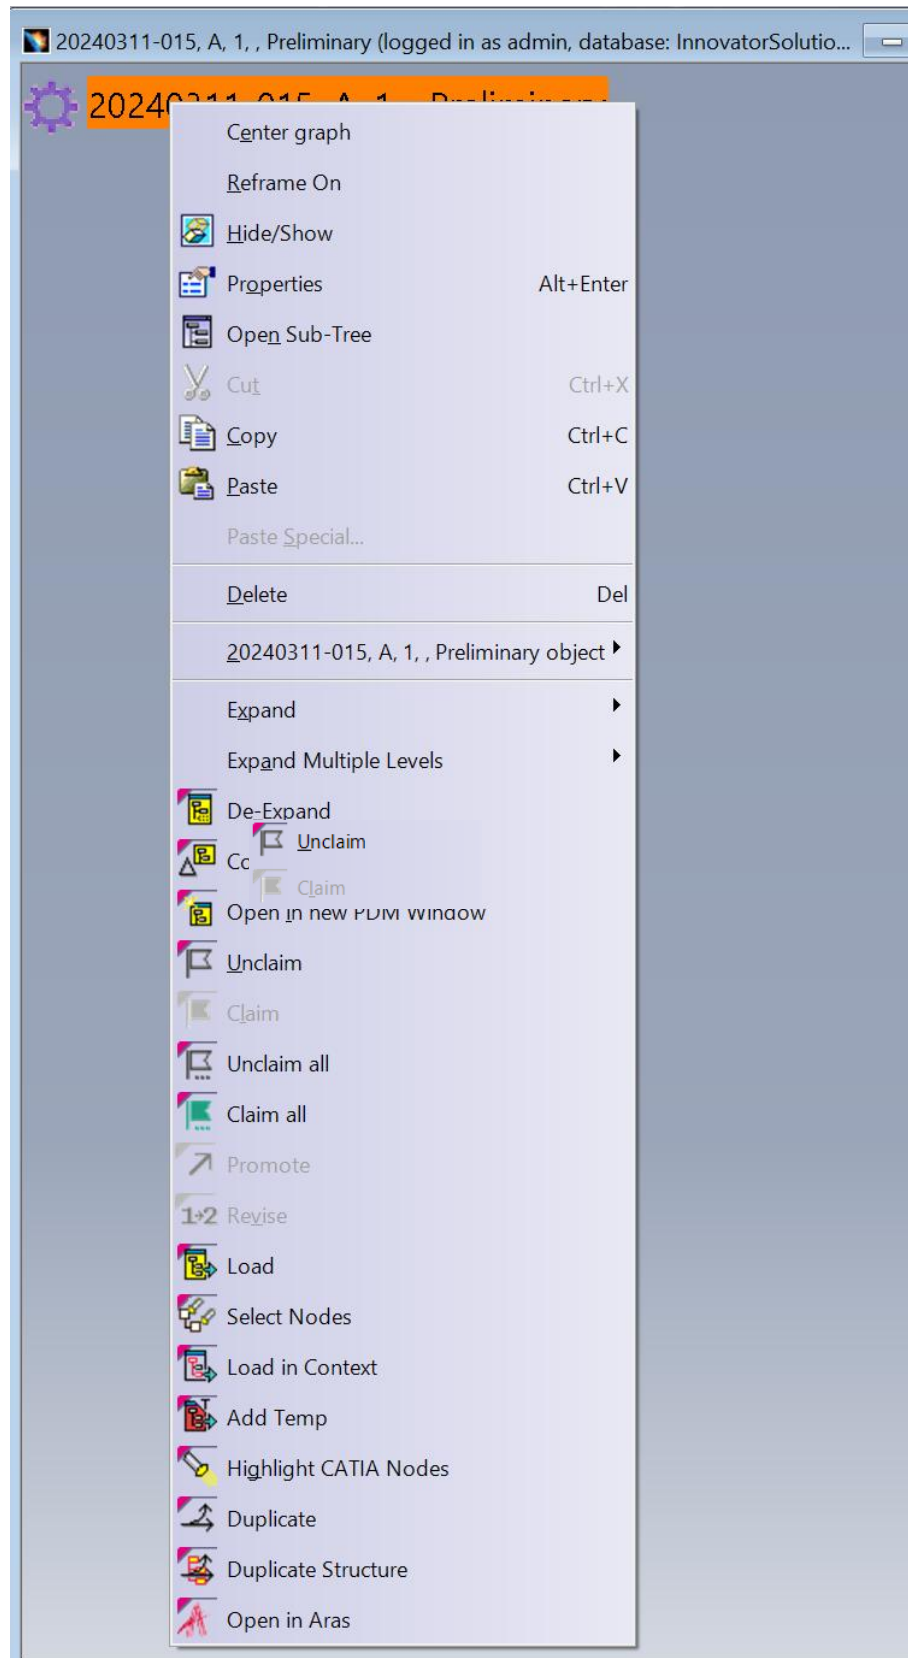 20240311-015, A, 1, , Preliminary (logged in as admin, database: InnovatorSolutio...
20240311-015, A, 1, , Preliminary
Center graph
Reframe On
Hide/Show
Properties Alt+Enter
Open Sub-Tree
Cut Ctrl+X
Copy Ctrl+C
Paste Ctrl+V
Paste Special...
Delete Del
20240311-015, A, 1, , Preliminary object
Expand
Expand Multiple Levels
De-Expand
Unclaim
Claim
Open in new PDM Window
Unclaim
Claim
Unclaim all
Claim all
Promote
1→2 Revise
Load
Select Nodes
Load in Context
Add Temp
Highlight CATIA Nodes
Duplicate
Duplicate Structure
Open in Aras